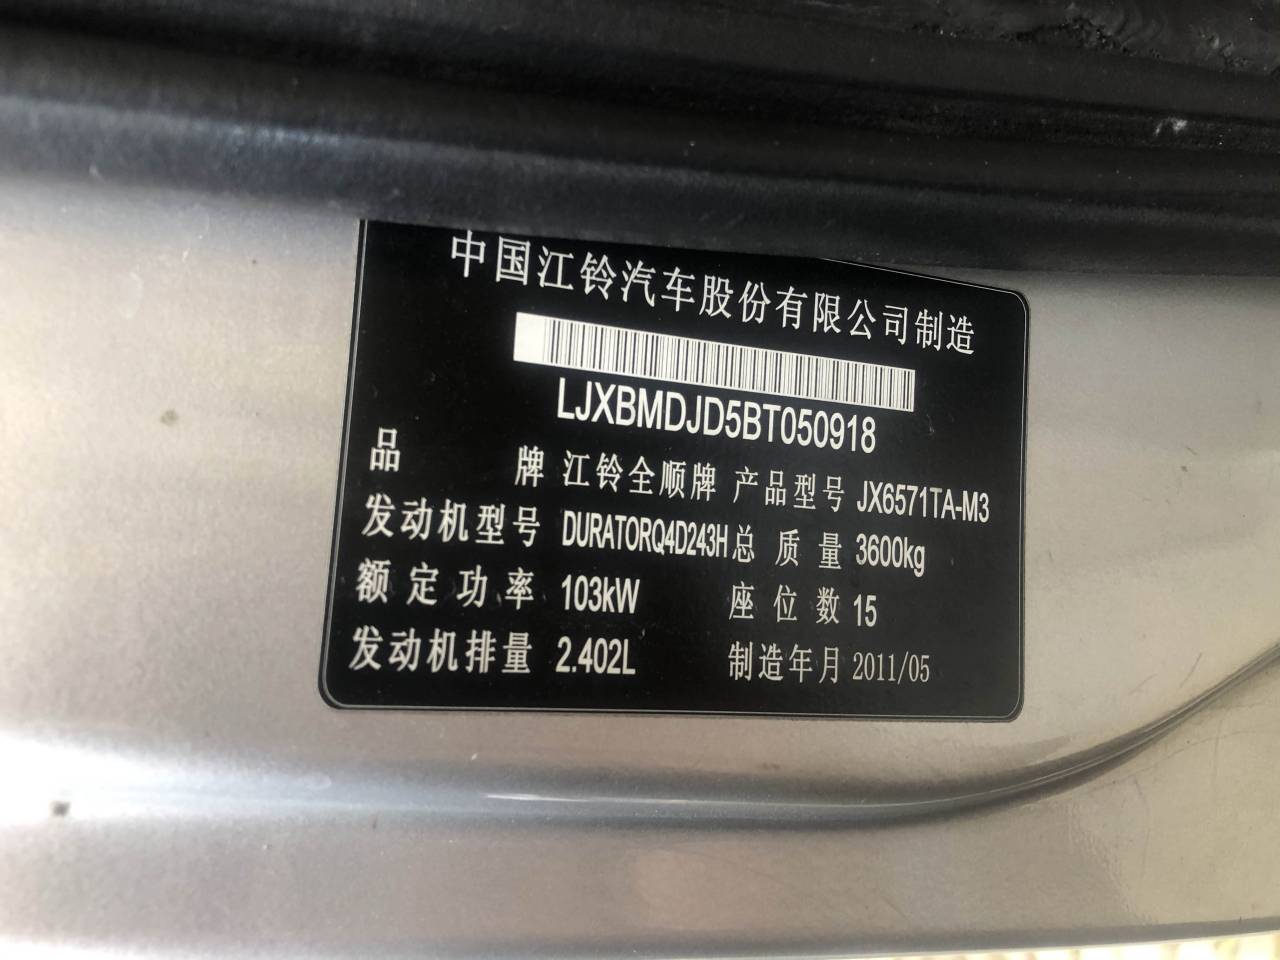 中国江铃汽车股份有限公司制造
LJXBMDJD5BT050918
品 牌 江铃全顺牌 产品型号 JX6571TA-M3
发动机型号 DURATORQ4D243H 总质量 3600kg
额定功率 103kW 座位数 15
发动机排量 2.402L 制造年月 2011/05